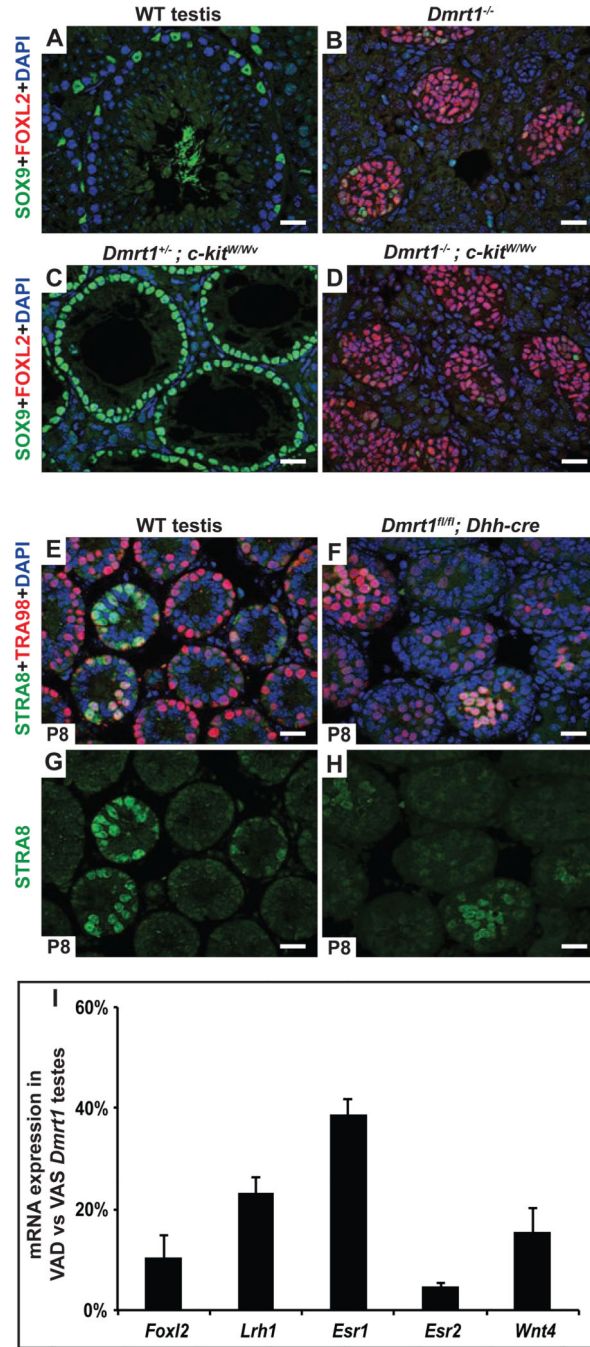 WT testis
Dmrt1-/-
A
B
SOX9+FOXL2+DAPI
Dmrt1+/- ; c-kitW/Wv
Dmrt1-/- ; c-kitW/Wv
C
D
SOX9+FOXL2+DAPI
WT testis
Dmrt1fl/fl; Dhh-cre
E
F
STRA8+TRA98+DAPI
P8
P8
G
H
STRA8
P8
P8
I
mRNA expression in
VAD vs VAS Dmrt1 testes
60%
40%
20%
0%
Foxl2
Lrh1
Esr1
Esr2
Wnt4